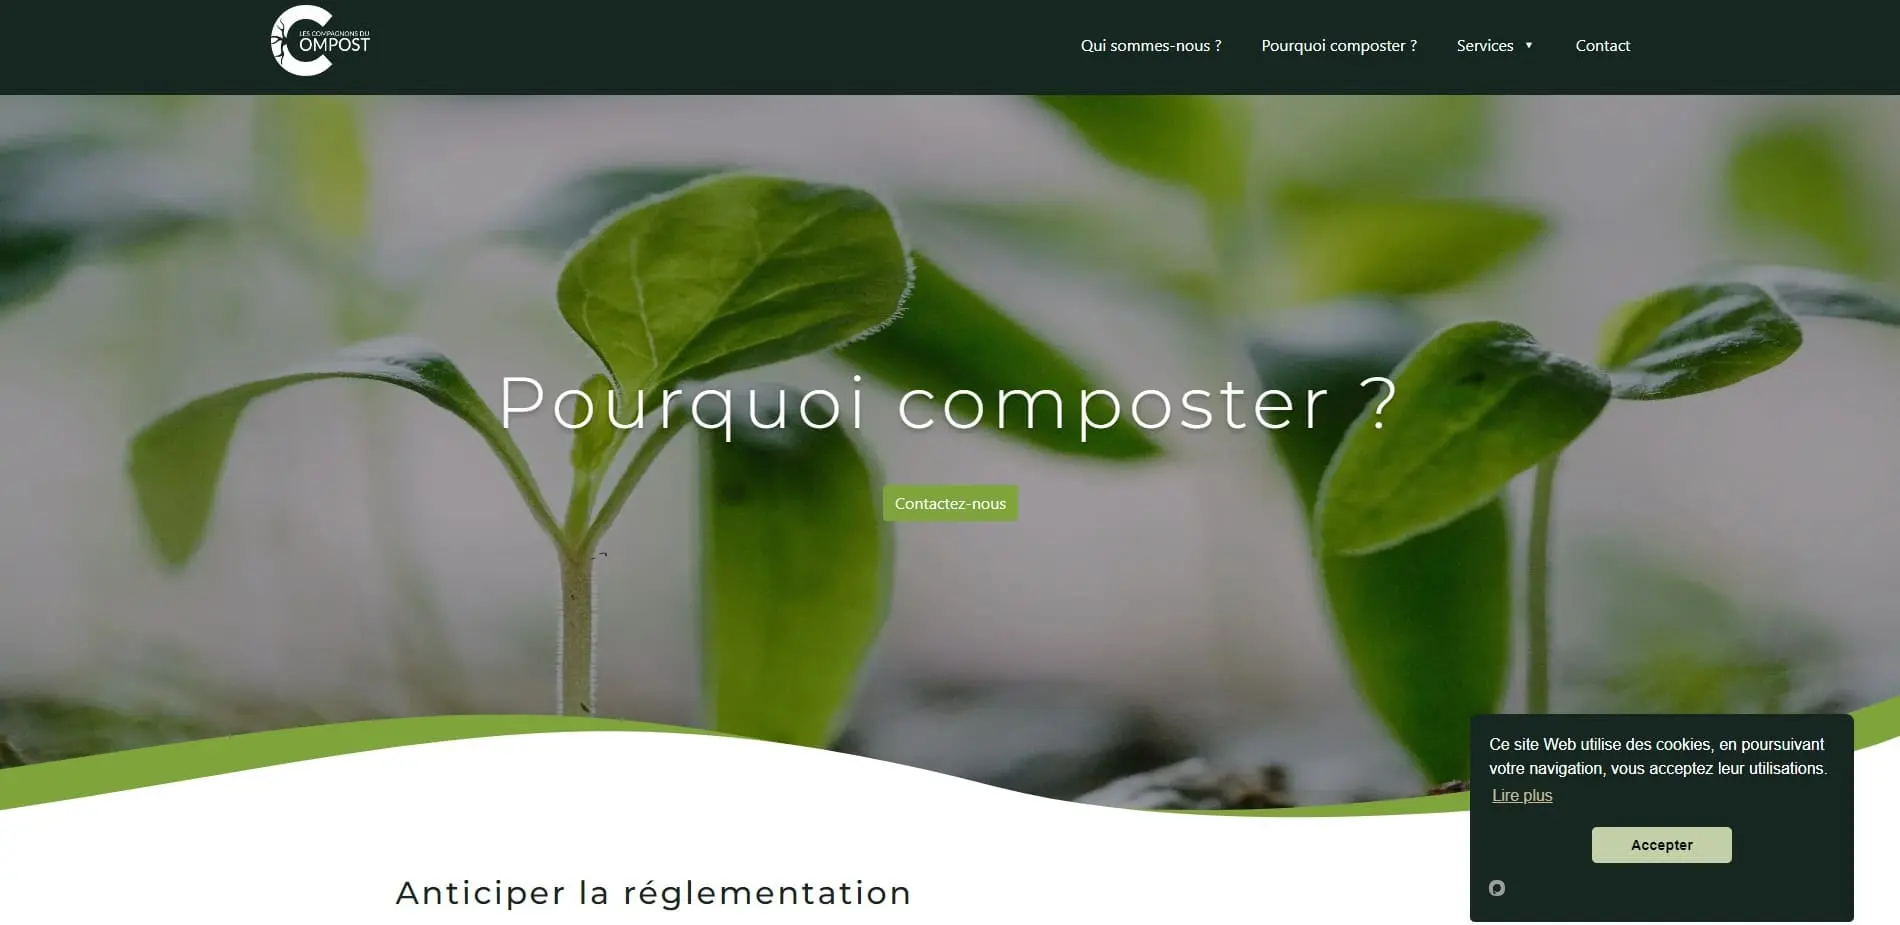 LES COMPAGNONS DU
COMPOST
Qui sommes-nous ?
Pourquoi composter ?
Services
Contact
Pourquoi composter ?
Contactez-nous
Ce site Web utilise des cookies, en poursuivant
votre navigation, vous acceptez leur utilisations.
Lire plus
Accepter
Anticiper la réglementation